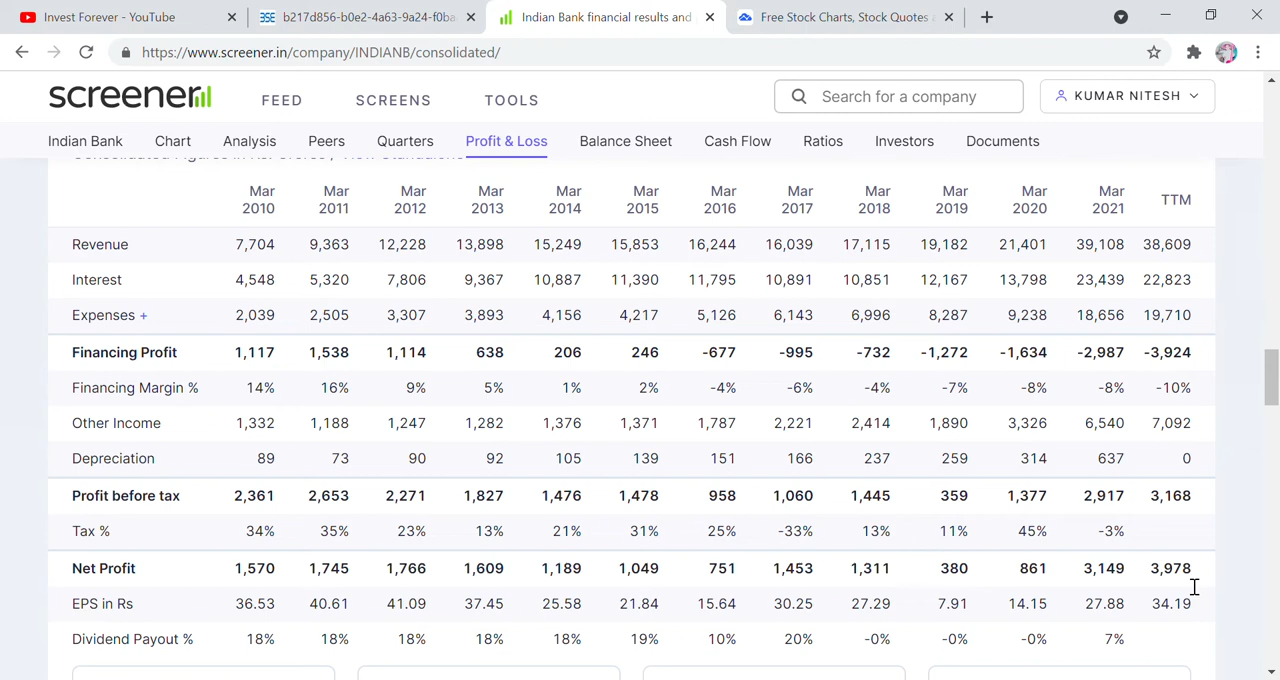 Invest Forever - YouTube
b217d856-b0e2-4a63-9a24-f0ba
Indian Bank financial results and
Free Stock Charts, Stock Quotes a
https://www.screener.in/company/INDIANB/consolidated/
screener
FEED SCREENS TOOLS
Search for a company
KUMAR NITESH
Indian Bank Chart Analysis Peers Quarters Profit & Loss Balance Sheet Cash Flow Ratios Investors Documents
Mar 2010 Mar 2011 Mar 2012 Mar 2013 Mar 2014 Mar 2015 Mar 2016 Mar 2017 Mar 2018 Mar 2019 Mar 2020 Mar 2021 TTM
Revenue 7,704 9,363 12,228 13,898 15,249 15,853 16,244 16,039 17,115 19,182 21,401 39,108 38,609
Interest 4,548 5,320 7,806 9,367 10,887 11,390 11,795 10,891 10,851 12,167 13,798 23,439 22,823
Expenses + 2,039 2,505 3,307 3,893 4,156 4,217 5,126 6,143 6,996 8,287 9,238 18,656 19,710
Financing Profit 1,117 1,538 1,114 638 206 246 -677 -995 -732 -1,272 -1,634 -2,987 -3,924
Financing Margin % 14% 16% 9% 5% 1% 2% -4% -6% -4% -7% -8% -8% -10%
Other Income 1,332 1,188 1,247 1,282 1,376 1,371 1,787 2,221 2,414 1,890 3,326 6,540 7,092
Depreciation 89 73 90 92 105 139 151 166 237 259 314 637 0
Profit before tax 2,361 2,653 2,271 1,827 1,476 1,478 958 1,060 1,445 359 1,377 2,917 3,168
Tax % 34% 35% 23% 13% 21% 31% 25% -33% 13% 11% 45% -3%
Net Profit 1,570 1,745 1,766 1,609 1,189 1,049 751 1,453 1,311 380 861 3,149 3,978
EPS in Rs 36.53 40.61 41.09 37.45 25.58 21.84 15.64 30.25 27.29 7.91 14.15 27.88 34.19
Dividend Payout % 18% 18% 18% 18% 18% 19% 10% 20% -0% -0% -0% 7%